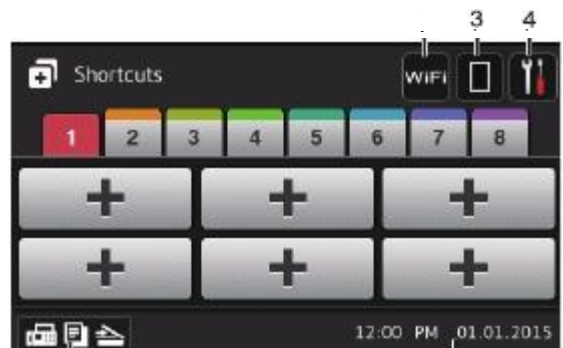 3 4
Shortcuts WiFi
1 2 3 4 5 6 7 8
+ + +
+ + +
12:00 PM 01.01.2015